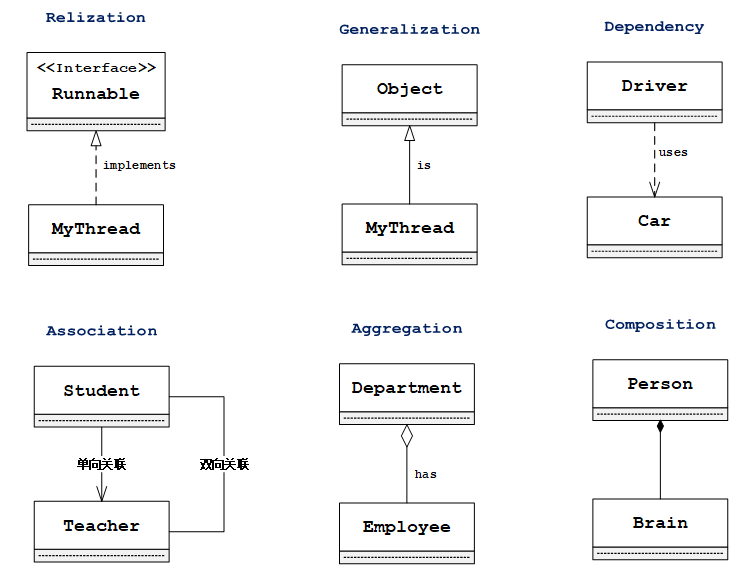 Relization
<<Interface>>
Runnable
implements
MyThread
Generalization
Object
is
MyThread
Dependency
Driver
uses
Car
Association
Student
单向关联
双向关联
Teacher
Aggregation
Department
has
Employee
Composition
Person
Brain